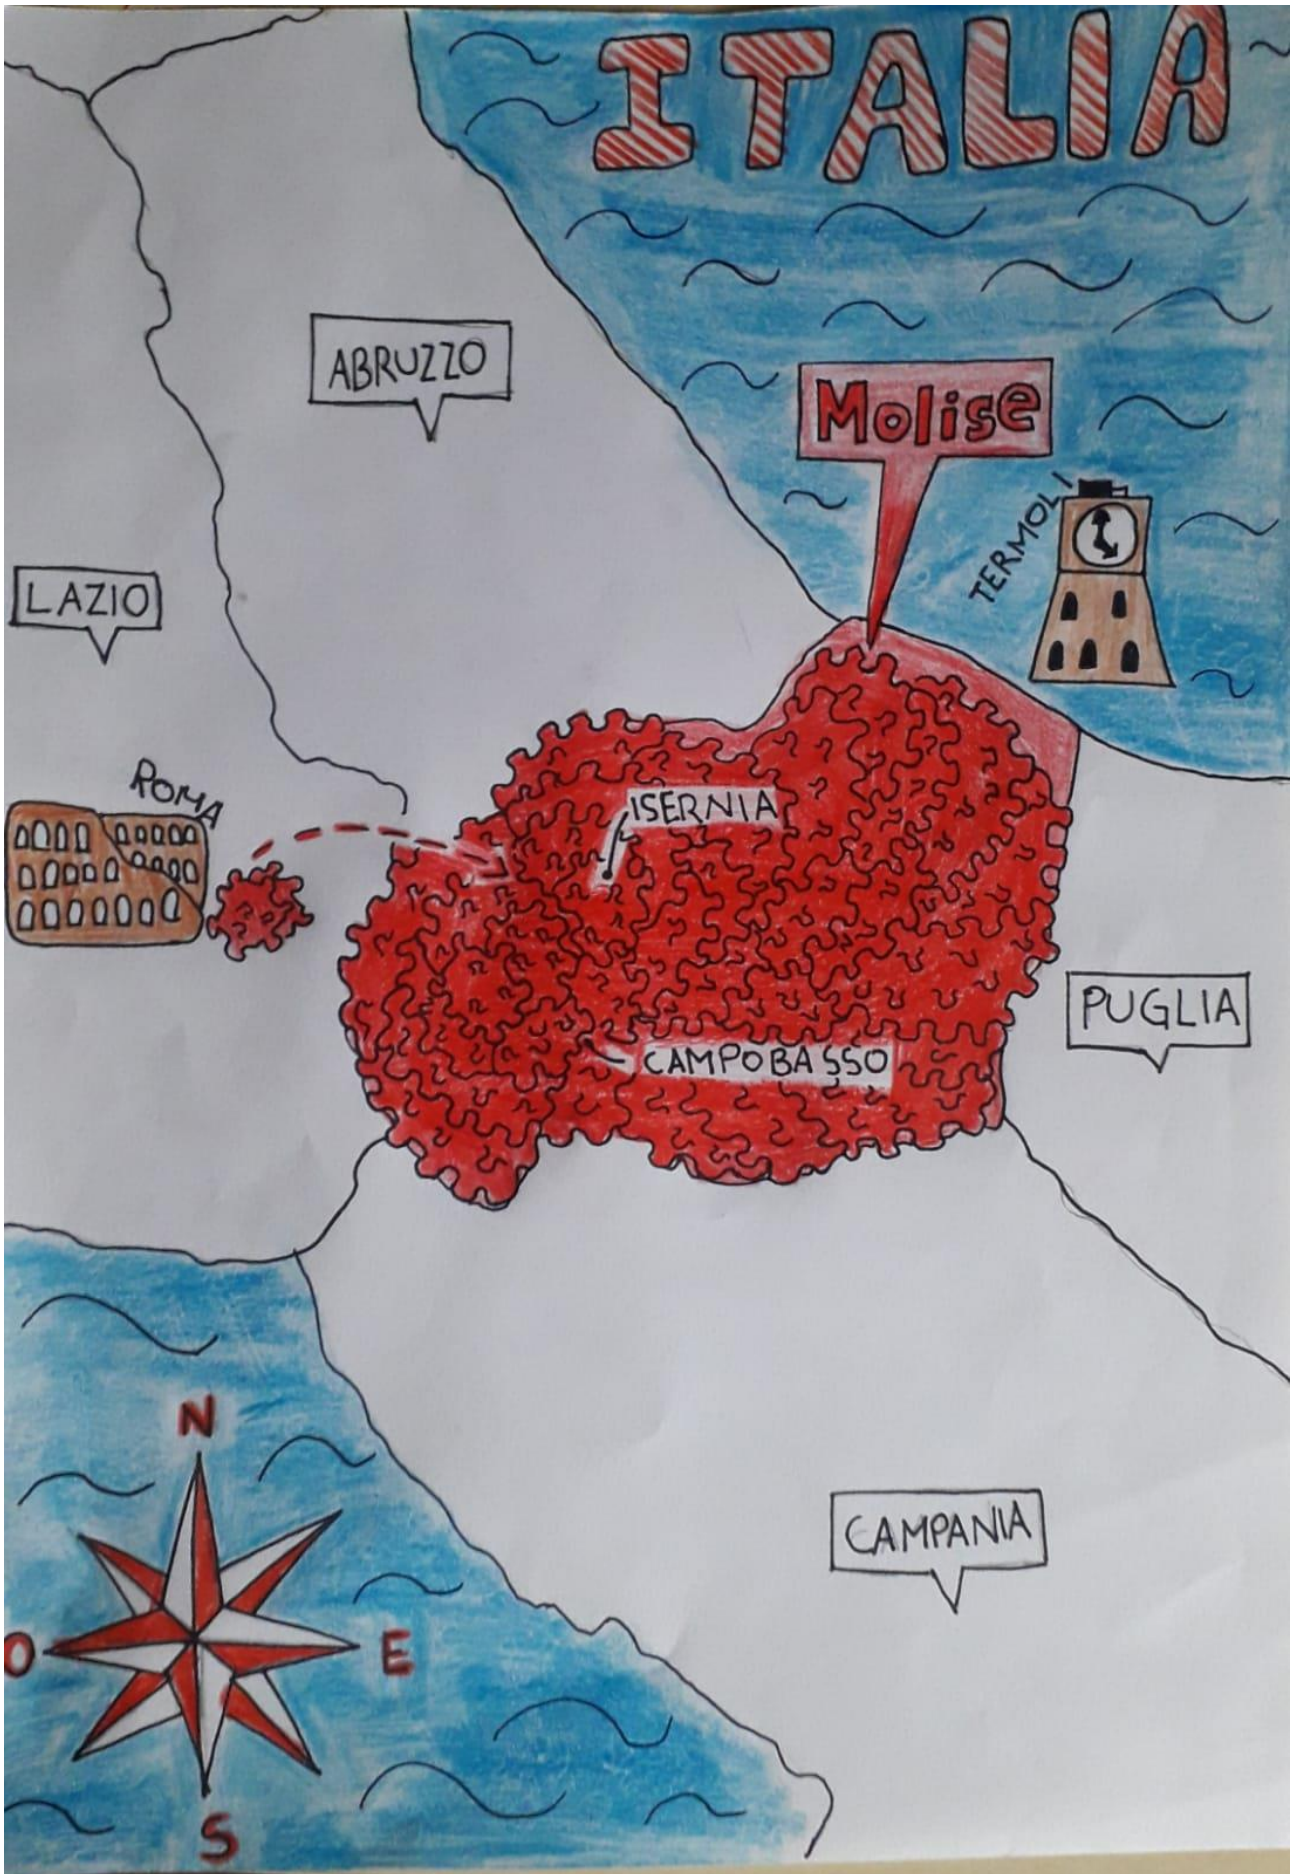 ITALIA
ABRUZZO
Molise
TERMOLI
LAZIO
ROMA
ISERNIA
PUGLIA
CAMPOBASSO
N
CAMPANIA
O
E
S